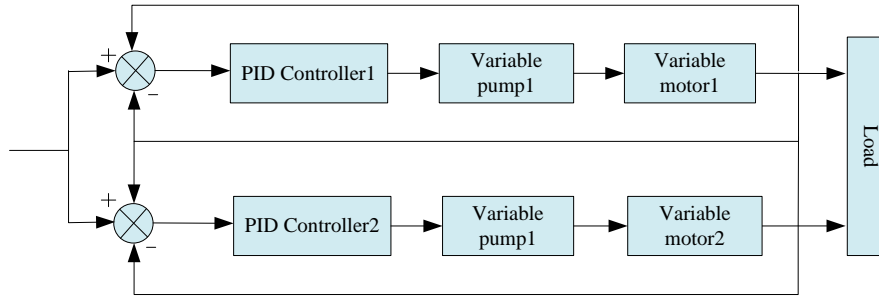 +
−
PID Controller1
Variable
pump1
Variable
motor1
Load
+
−
PID Controller2
Variable
pump1
Variable
motor2